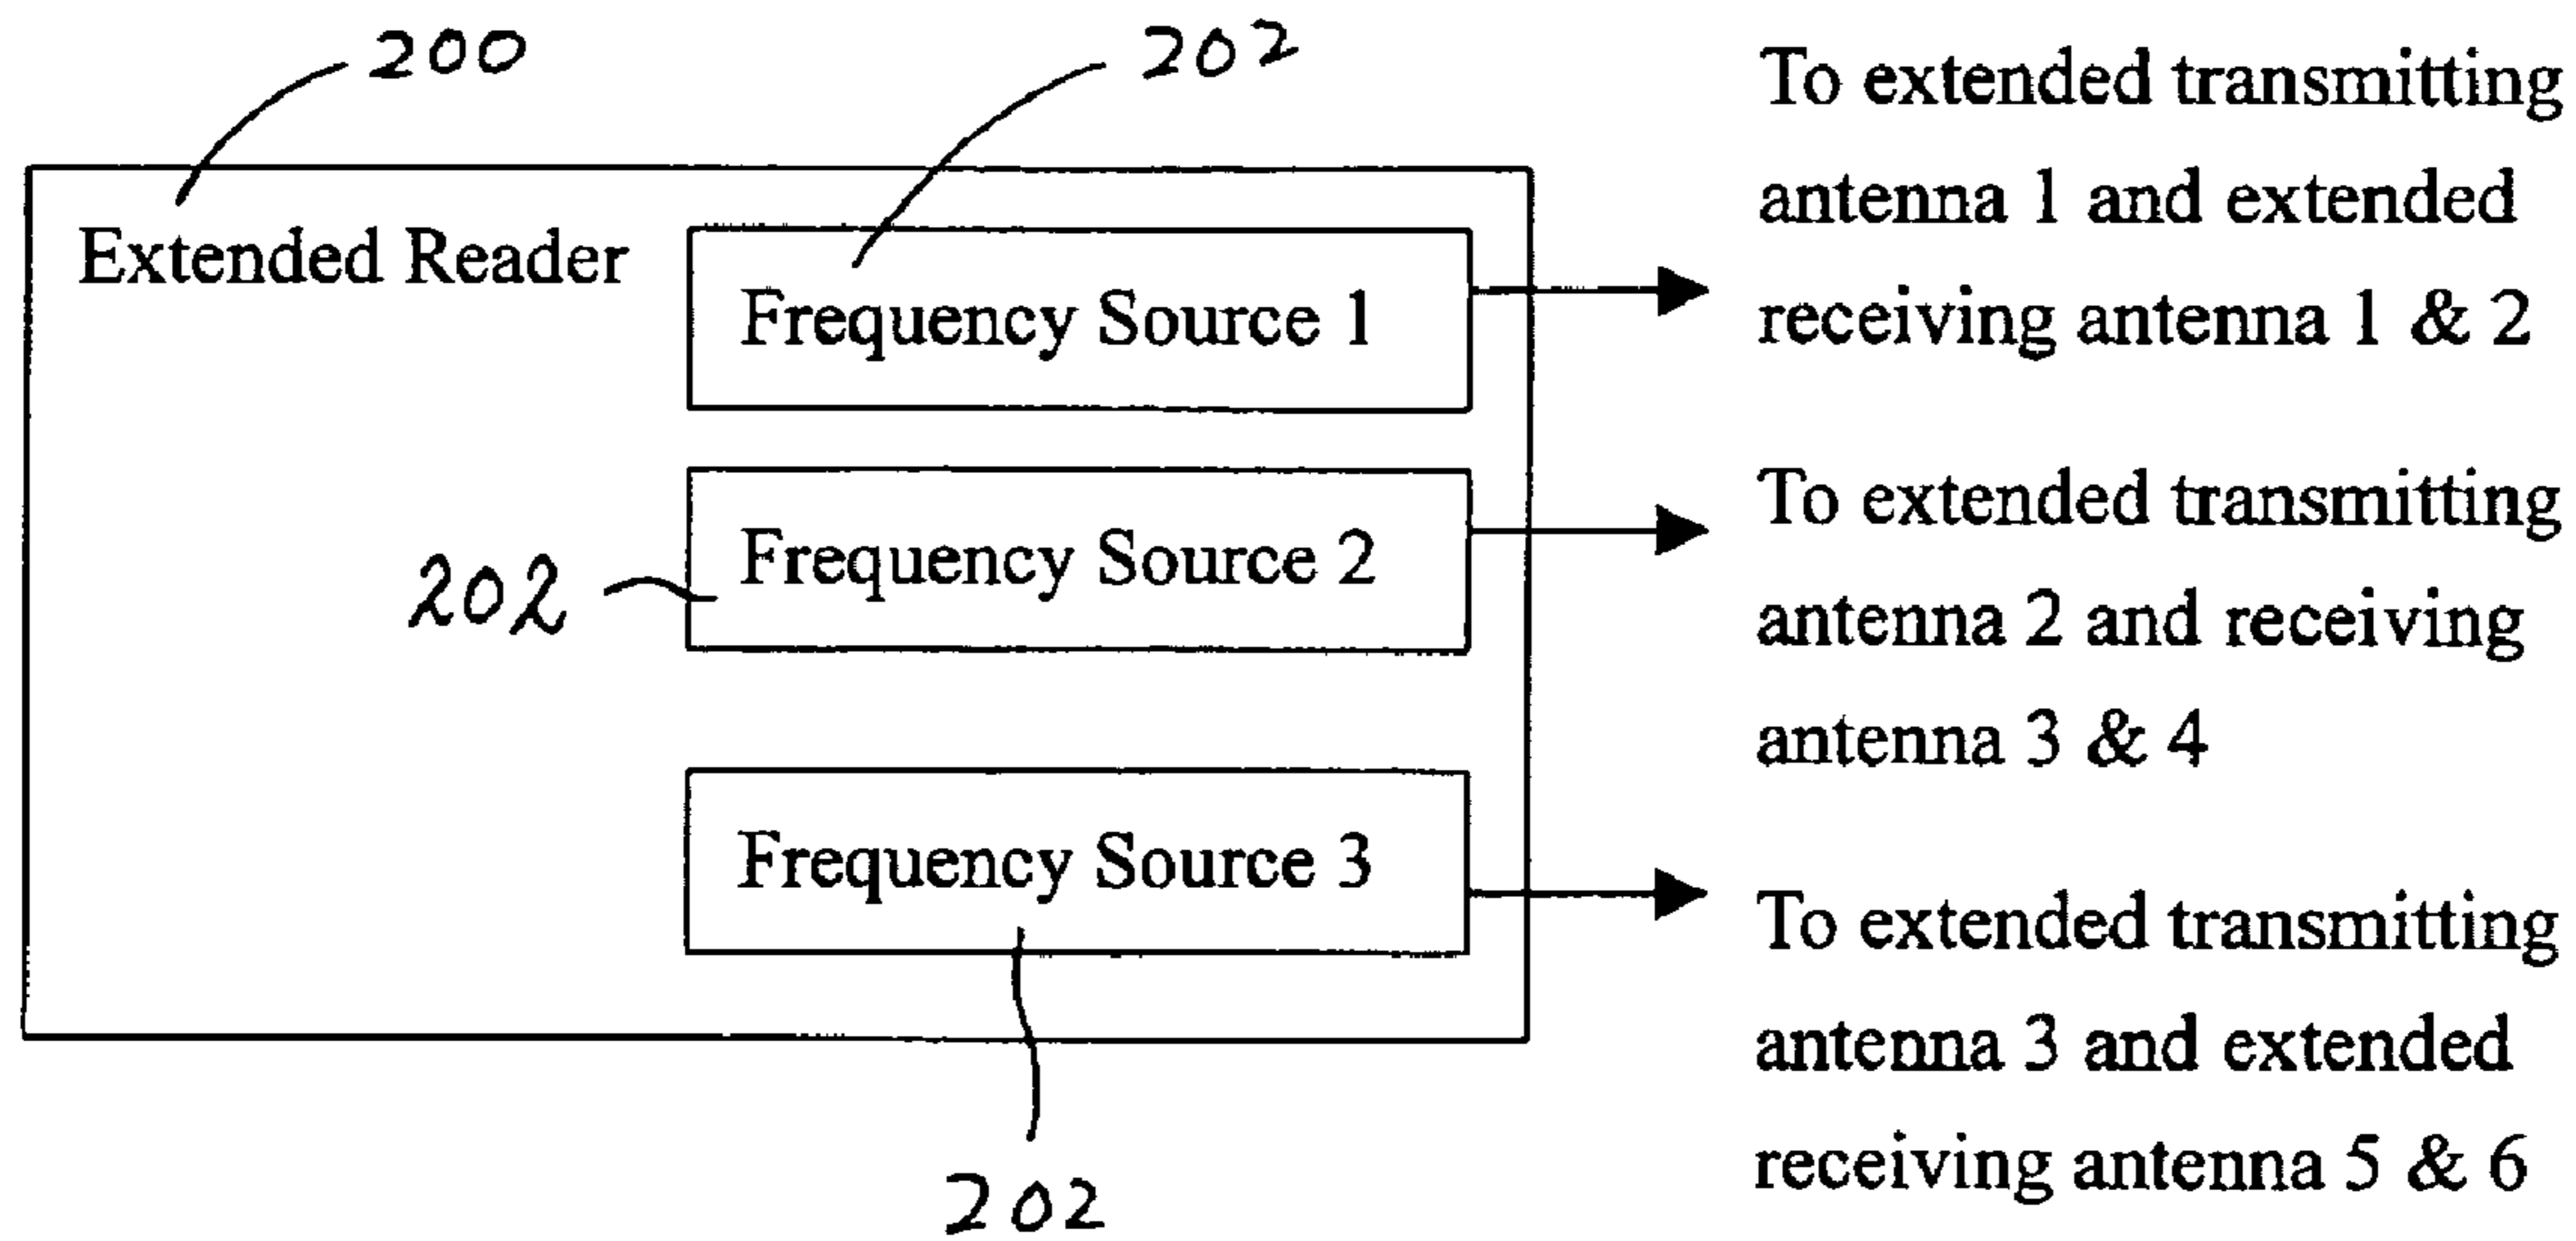 200
202
Extended Reader
Frequency Source 1
To extended transmitting
antenna 1 and extended
receiving antenna 1 & 2
202
Frequency Source 2
To extended transmitting
antenna 2 and receiving
antenna 3 & 4
Frequency Source 3
202
To extended transmitting
antenna 3 and extended
receiving antenna 5 & 6